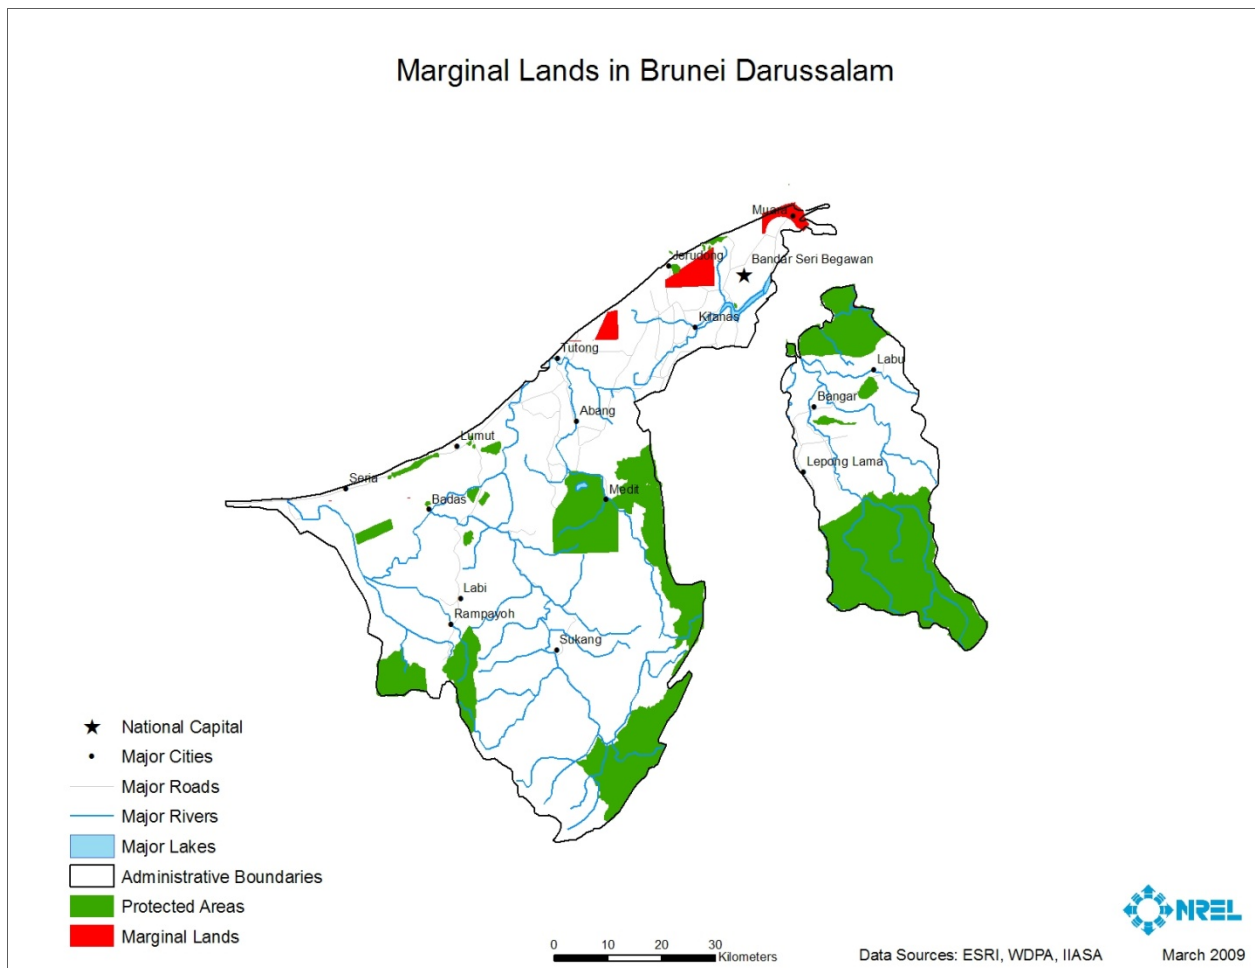 Marginal Lands in Brunei Darussalam
Muara
Jerudong
Bandar Seri Begawan
Kilanas
Tutong
Labu
Bangar
Abang
Lumut
Lepong Lama
Seria
Badas
Medit
Labi
Rampayoh
Sukang
National Capital
Major Cities
Major Roads
Major Rivers
Major Lakes
Administrative Boundaries
Protected Areas
Marginal Lands
0 10 20 30
Kilometers
NREL
Data Sources: ESRI, WDPA, IIASA
March 2009